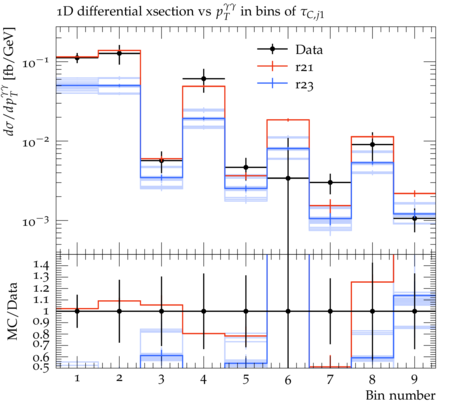 1D differential xsection vs p_T^γγ in bins of τ_C,j1
dσ/dp_T^γγ [fb/GeV]
10⁻¹
10⁻²
10⁻³
Data
r21
r23
MC/Data
1.4
1.3
1.2
1.1
1
0.9
0.8
0.7
0.6
0.5
1 2 3 4 5 6 7 8 9
Bin number